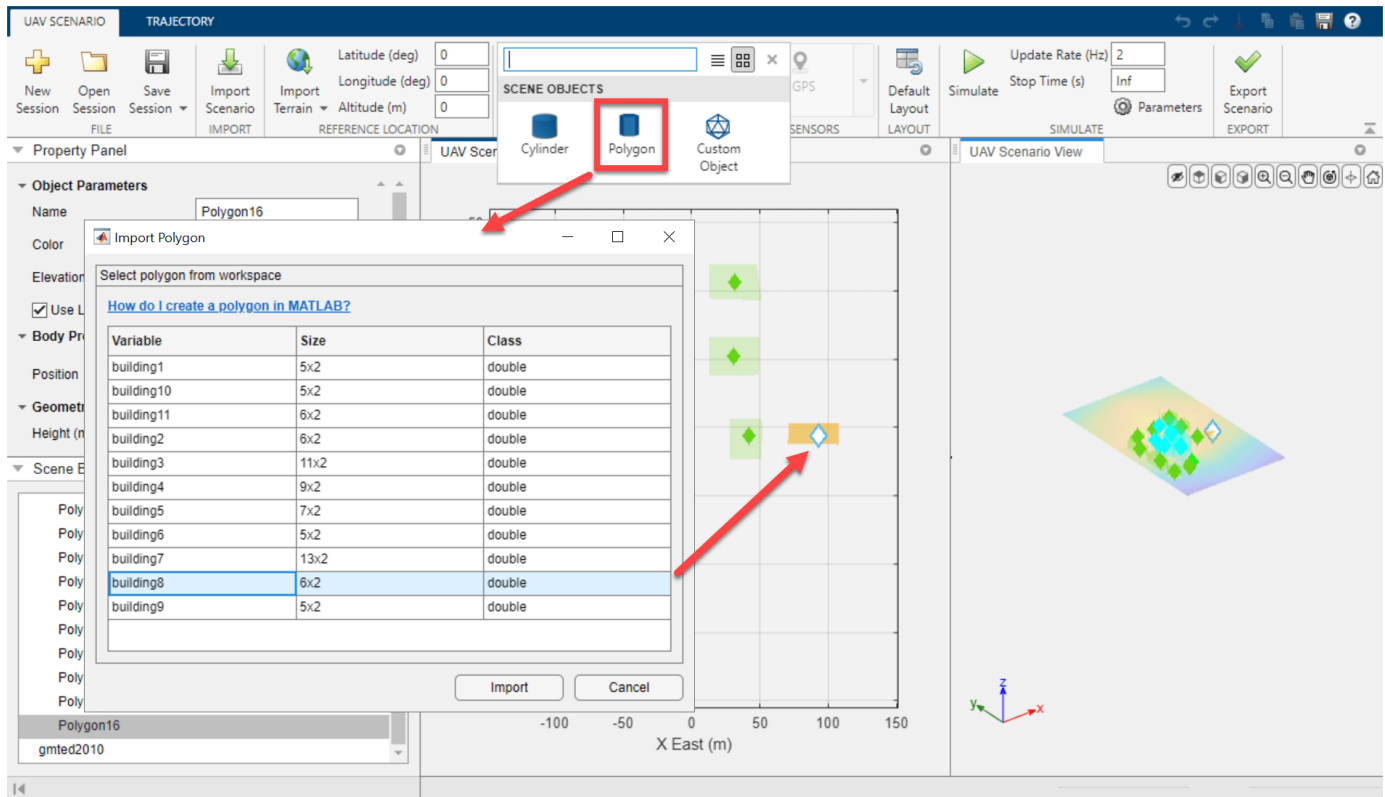 UAV SCENARIO TRAJECTORY
New Session
Open Session
Save Session
FILE
Import Scenario
IMPORT
Import Terrain
Latitude (deg) 0
Longitude (deg) 0
Altitude (m) 0
REFERENCE LOCATION
SCENE OBJECTS
Cylinder
Polygon
Custom Object
GPS
SENSORS
Default Layout
LAYOUT
Simulate
Update Rate (Hz) 2
Stop Time (s) Inf
Parameters
SIMULATE
Export Scenario
EXPORT
Property Panel
UAV Scer
UAV Scenario View
Object Parameters
Name Polygon16
Color
Elevation
Use L
Body Pr
Position
Geomet
Height (n
Scene E
Poly
Poly
Poly
Poly
Poly
Poly
Poly
Poly
Poly
Polygon16
gmted2010
Import Polygon
Select polygon from workspace
How do I create a polygon in MATLAB?
Variable Size Class
building1 5x2 double
building10 5x2 double
building11 6x2 double
building2 6x2 double
building3 11x2 double
building4 9x2 double
building5 7x2 double
building6 5x2 double
building7 13x2 double
building8 6x2 double
building9 5x2 double
Import Cancel
-100 -50 0 50 100 150
X East (m)
z
y
x